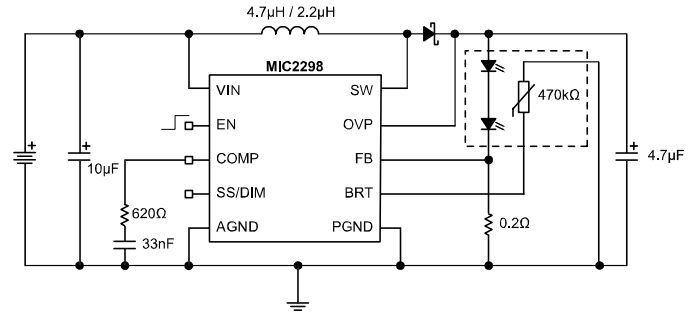 4.7µH / 2.2µH
MIC2298
VIN
SW
EN
OVP
470kΩ
10µF
COMP
FB
4.7µF
SS/DIM
BRT
620Ω
0.2Ω
AGND
PGND
33nF